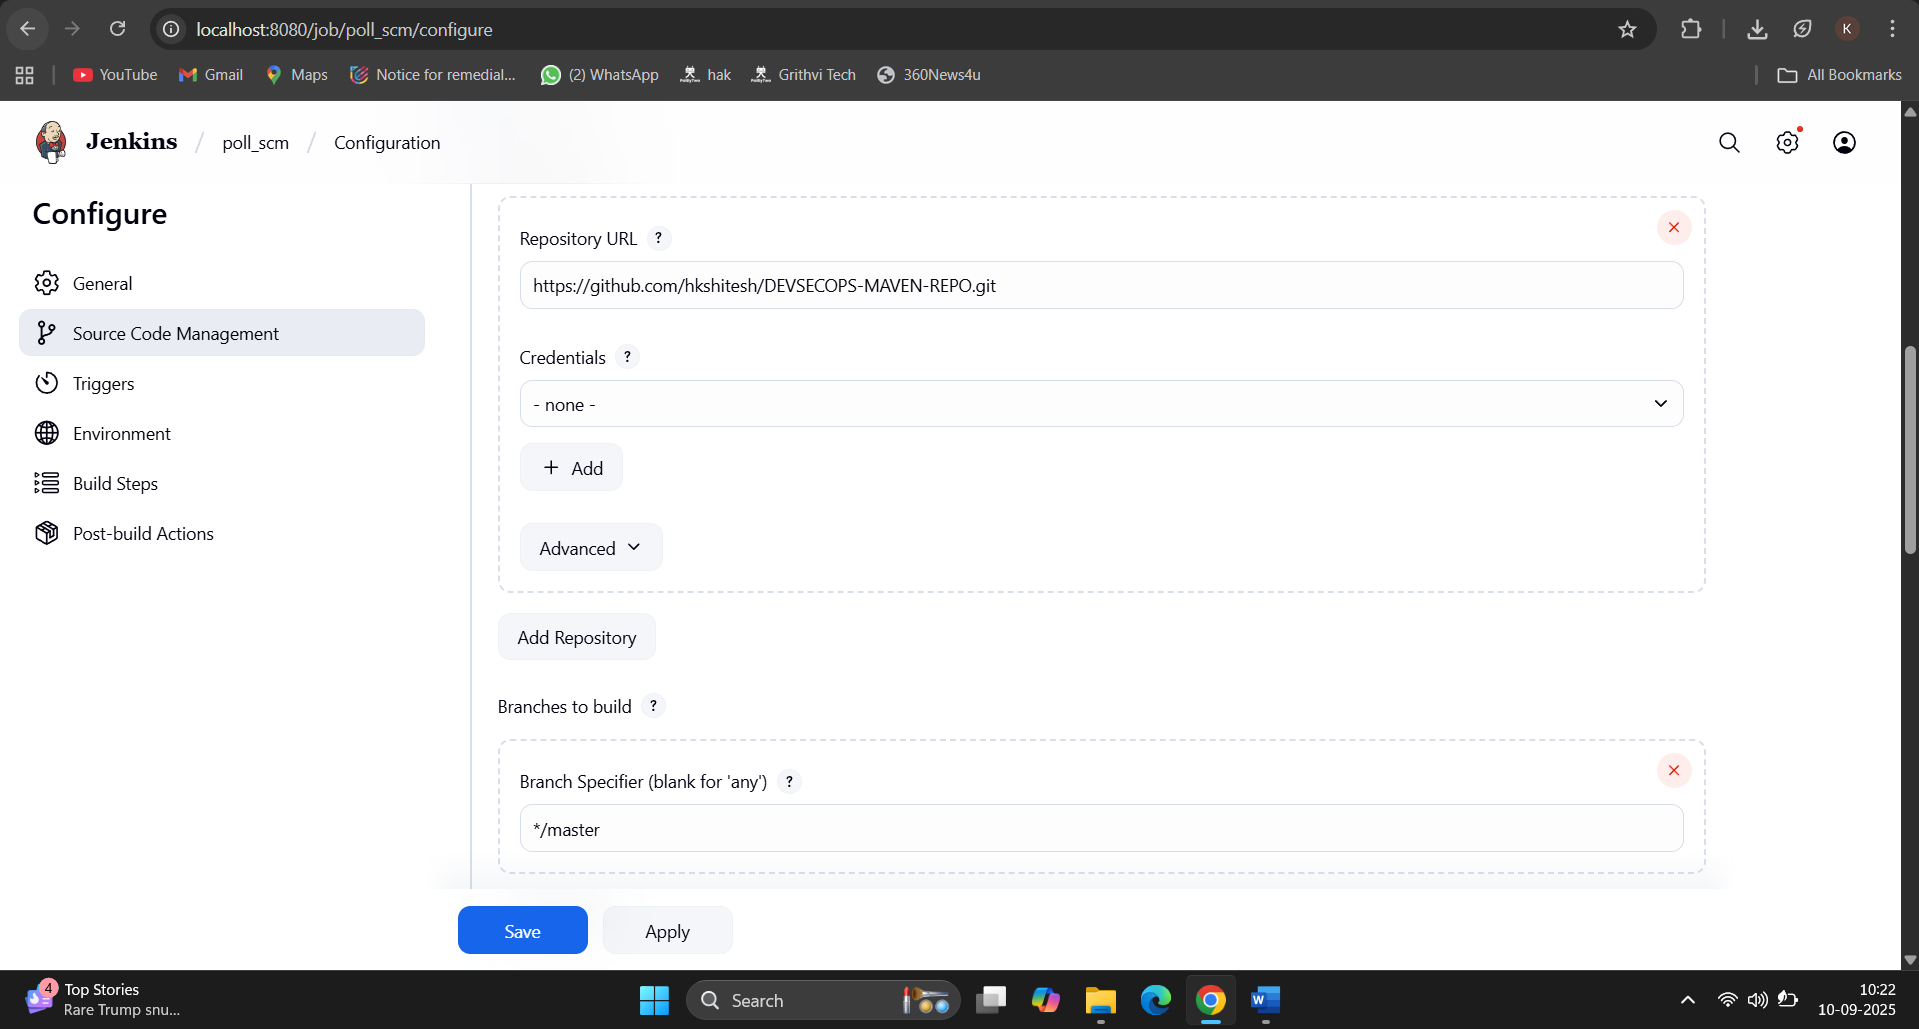 localhost:8080/job/poll_scm/configure
K
YouTube
Gmail
Maps
Notice for remedial...
(2) WhatsApp
hak
Grithvi Tech
360News4u
All Bookmarks
Jenkins / poll_scm / Configuration
Configure
General
Source Code Management
Triggers
Environment
Build Steps
Post-build Actions
Repository URL ?
https://github.com/hkshitesh/DEVSECOPS-MAVEN-REPO.git
Credentials ?
- none -
+ Add
Advanced
Add Repository
Branches to build ?
Branch Specifier (blank for 'any') ?
*/master
Save
Apply
4
Top Stories
Rare Trump snu...
Search
W
10:22
10-09-2025